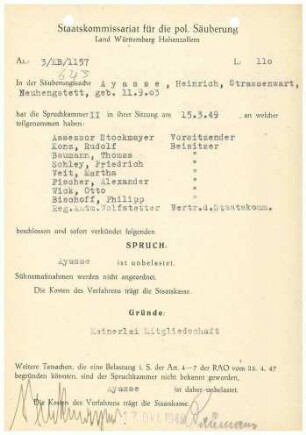 Staatskommissariat für die pol. Säuberung
Land Württemberg Hohenzollern
Az.: 3/KB/1157 L: 110
643
In der Säuberungssache Ayasse, Heinrich, Strassenwart,
Neuhengstett, geb. 11.9.03
hat die Spruchkammer II in ihrer Sitzung am 15.3.49 , an welcher
teilgenommen haben:
Assessor Stockmayer Vorsitzender
Konz, Rudolf Beisitzer
Baumann, Thomas "
Schley, Friedrich "
Veit, Martha "
Fischer, Alexander "
Wick, Otto "
Bischoff, Philipp "
Reg.Amtm.Wolfstetter Vertr.d.Staatskomm.
beschlossen und sofort verkündet folgenden
SPRUCH:
Ayasse ist unbelastet.
Sühnemaßnahmen werden nicht angeordnet.
Die Kosten des Verfahrens trägt die Staatskasse.
Gründe:
Keinerlei Mitgliedschaft
Weitere Tatsachen, die eine Belastung i. S. der Art. 4–7 der RAO vom 25. 4. 47
begründen könnten, sind der Spruchkammer nicht bekannt geworden.
Ayasse ist daher unbelastet.
Die Kosten des Verfahrens trägt die Staatskasse.